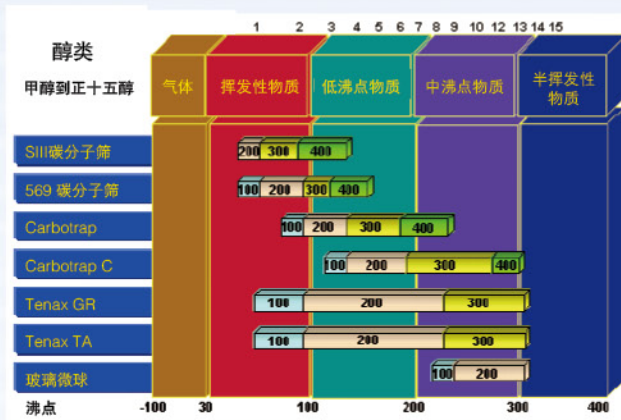 1 2 3 4 5 6 7 8 9 10 12 13 14 15
醇类
甲醇到正十五醇
气体
挥发性物质
低沸点物质
中沸点物质
半挥发性
物质
SIII碳分子筛
200 300 400
569 碳分子筛
100 200 300 400
Carbotrap
100 200 300 400
Carbotrap C
100 200 300 400
Tenax GR
100 200 300
Tenax TA
100 200 300
玻璃微球
100 200
沸点 -100 30 100 200 300 400